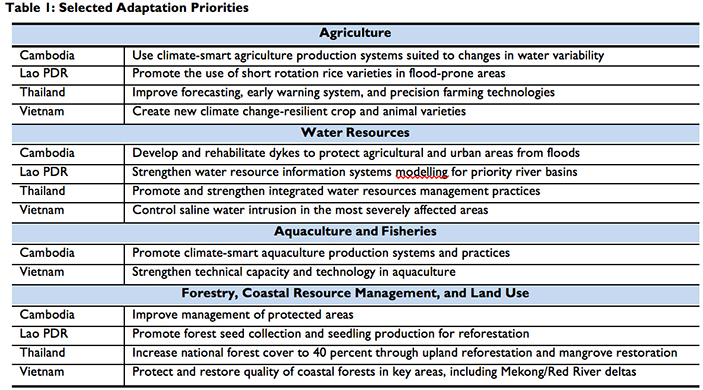 Table 1: Selected Adaptation Priorities
Agriculture
Cambodia Use climate-smart agriculture production systems suited to changes in water variability
Lao PDR Promote the use of short rotation rice varieties in flood-prone areas
Thailand Improve forecasting, early warning system, and precision farming technologies
Vietnam Create new climate change-resilient crop and animal varieties
Water Resources
Cambodia Develop and rehabilitate dykes to protect agricultural and urban areas from floods
Lao PDR Strengthen water resource information systems modelling for priority river basins
Thailand Promote and strengthen integrated water resources management practices
Vietnam Control saline water intrusion in the most severely affected areas
Aquaculture and Fisheries
Cambodia Promote climate-smart aquaculture production systems and practices
Vietnam Strengthen technical capacity and technology in aquaculture
Forestry, Coastal Resource Management, and Land Use
Cambodia Improve management of protected areas
Lao PDR Promote forest seed collection and seedling production for reforestation
Thailand Increase national forest cover to 40 percent through upland reforestation and mangrove restoration
Vietnam Protect and restore quality of coastal forests in key areas, including Mekong/Red River deltas